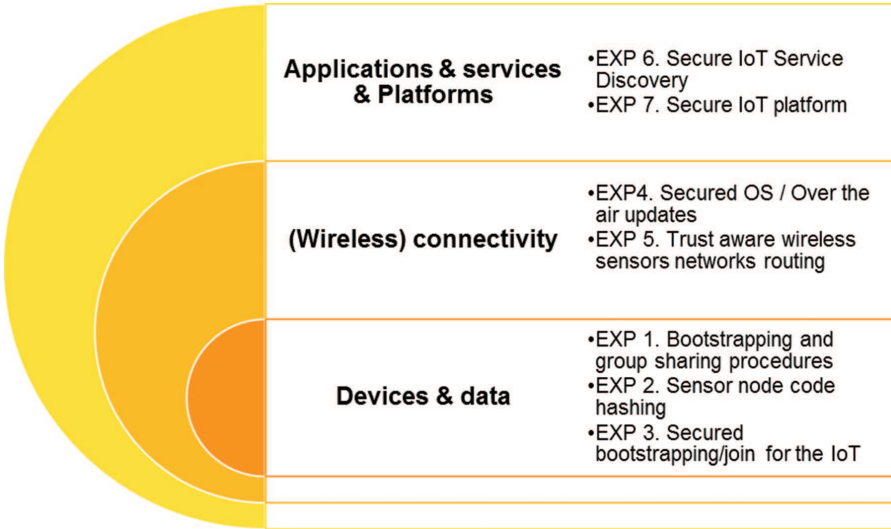 Applications & services
& Platforms
•EXP 6. Secure IoT Service
Discovery
•EXP 7. Secure IoT platform
(Wireless) connectivity
•EXP4. Secured OS / Over the
air updates
•EXP 5. Trust aware wireless
sensors networks routing
Devices & data
•EXP 1. Bootstrapping and
group sharing procedures
•EXP 2. Sensor node code
hashing
•EXP 3. Secured
bootstrapping/join for the IoT